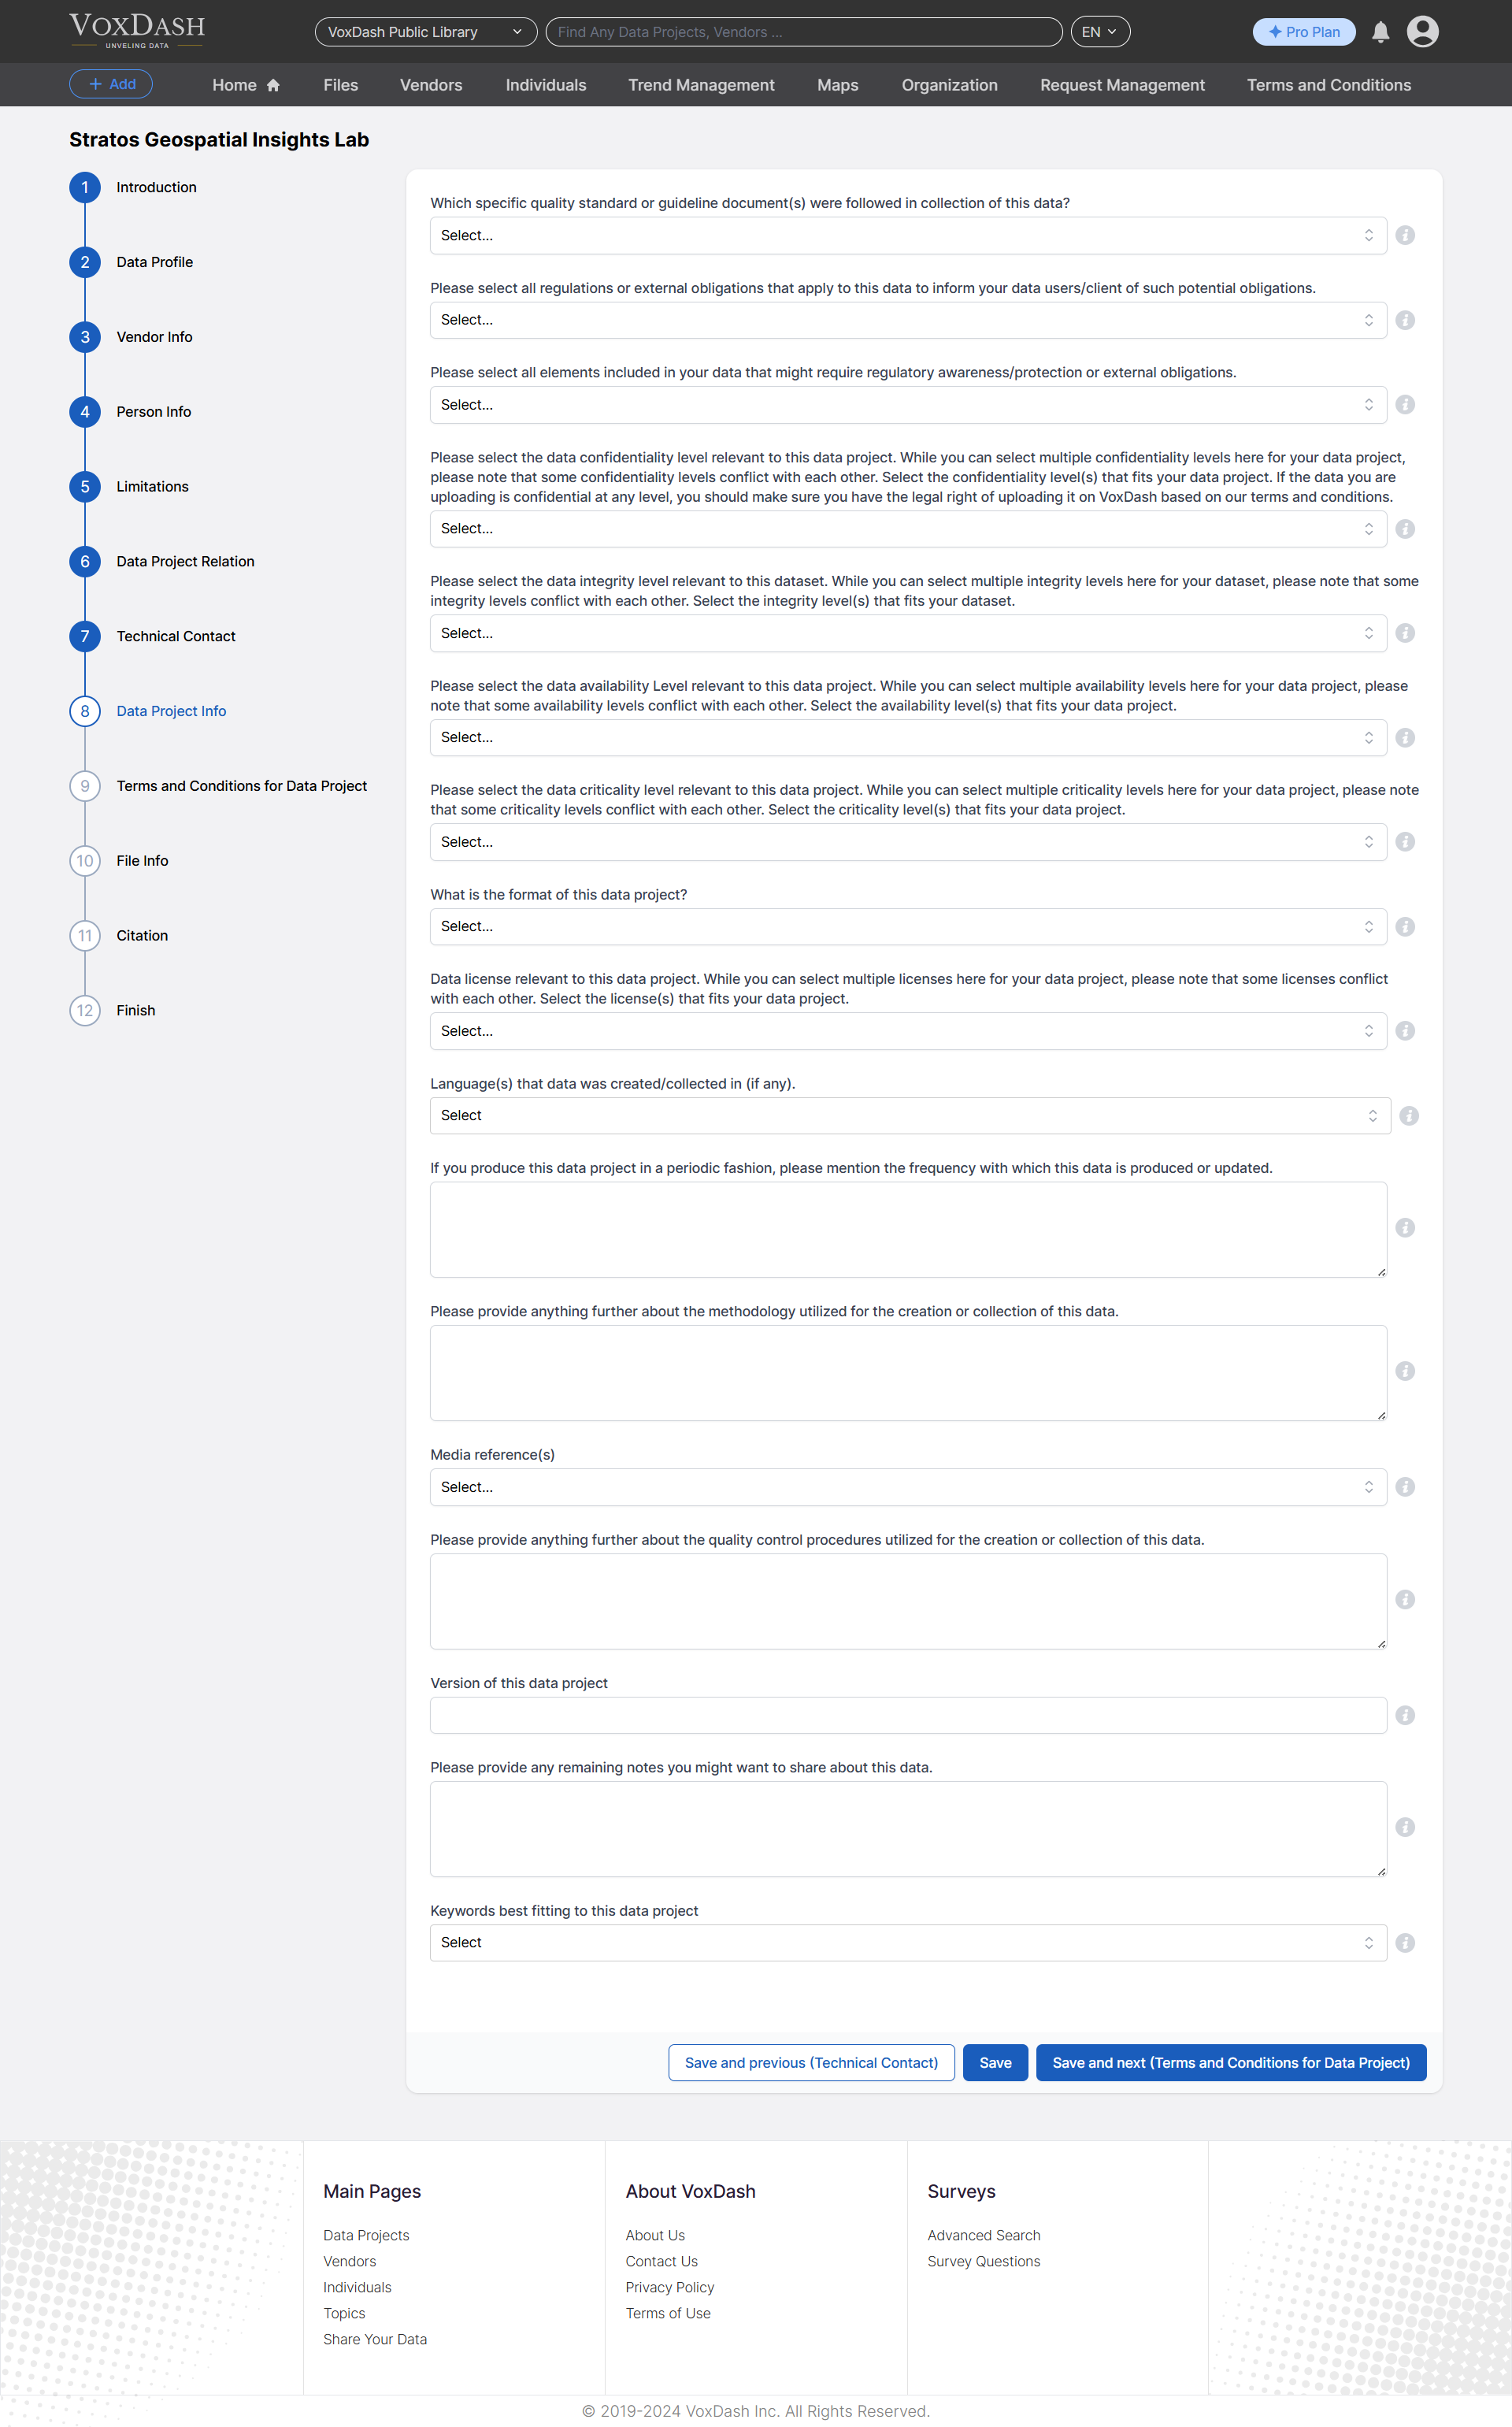 VOXDASH
UNVELING DATA
VoxDash Public Library
Find Any Data Projects, Vendors ...
EN
Pro Plan
Add
Home
Files
Vendors
Individuals
Trend Management
Maps
Organization
Request Management
Terms and Conditions
Stratos Geospatial Insights Lab
1 Introduction
2 Data Profile
3 Vendor Info
4 Person Info
5 Limitations
6 Data Project Relation
7 Technical Contact
8 Data Project Info
9 Terms and Conditions for Data Project
10 File Info
11 Citation
12 Finish
Which specific quality standard or guideline document(s) were followed in collection of this data?
Select...
Please select all regulations or external obligations that apply to this data to inform your data users/client of such potential obligations.
Select...
Please select all elements included in your data that might require regulatory awareness/protection or external obligations.
Select...
Please select the data confidentiality level relevant to this data project. While you can select multiple confidentiality levels here for your data project,
please note that some confidentiality levels conflict with each other. Select the confidentiality level(s) that fits your data project. If the data you are
uploading is confidential at any level, you should make sure you have the legal right of uploading it on VoxDash based on our terms and conditions.
Select...
Please select the data integrity level relevant to this dataset. While you can select multiple integrity levels here for your dataset, please note that some
integrity levels conflict with each other. Select the integrity level(s) that fits your dataset.
Select...
Please select the data availability Level relevant to this data project. While you can select multiple availability levels here for your data project, please
note that some availability levels conflict with each other. Select the availability level(s) that fits your data project.
Select...
Please select the data criticality level relevant to this data project. While you can select multiple criticality levels here for your data project, please note
that some criticality levels conflict with each other. Select the criticality level(s) that fits your data project.
Select...
What is the format of this data project?
Select...
Data license relevant to this data project. While you can select multiple licenses here for your data project, please note that some licenses conflict
with each other. Select the license(s) that fits your data project.
Select...
Language(s) that data was created/collected in (if any).
Select
If you produce this data project in a periodic fashion, please mention the frequency with which this data is produced or updated.
Please provide anything further about the methodology utilized for the creation or collection of this data.
Media reference(s)
Select...
Please provide anything further about the quality control procedures utilized for the creation or collection of this data.
Version of this data project
Please provide any remaining notes you might want to share about this data.
Keywords best fitting to this data project
Select
Save and previous (Technical Contact)
Save
Save and next (Terms and Conditions for Data Project)
Main Pages
Data Projects
Vendors
Individuals
Topics
Share Your Data
About VoxDash
About Us
Contact Us
Privacy Policy
Terms of Use
Surveys
Advanced Search
Survey Questions
© 2019-2024 VoxDash Inc. All Rights Reserved.